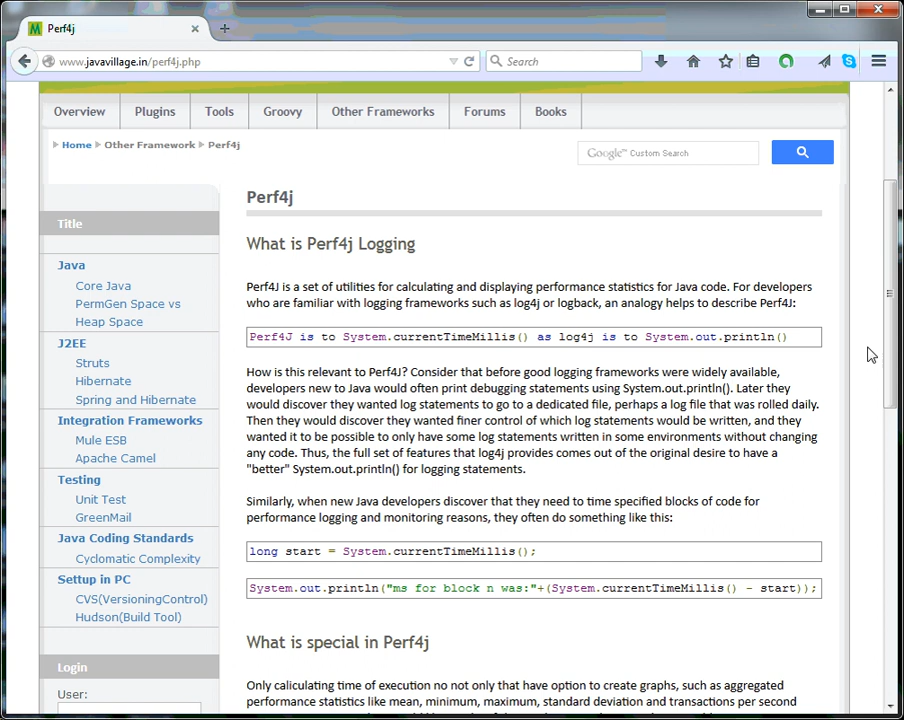 Perf4j
www.javavillage.in/perf4j.php
Search
Overview Plugins Tools Groovy Other Frameworks Forums Books
Home Other Framework Perf4j
Google™ Custom Search
Title
Java
Core Java
PermGen Space vs
Heap Space
J2EE
Struts
Hibernate
Spring and Hibernate
Integration Frameworks
Mule ESB
Apache Camel
Testing
Unit Test
GreenMail
Java Coding Standards
Cyclomatic Complexity
Settup in PC
CVS(VersioningControl)
Hudson(Build Tool)
Login
User:
Perf4j
What is Perf4j Logging
Perf4J is a set of utilities for calculating and displaying performance statistics for Java code. For developers
who are familiar with logging frameworks such as log4j or logback, an analogy helps to describe Perf4J:
Perf4J is to System.currentTimeMillis() as log4j is to System.out.println()
How is this relevant to Perf4J? Consider that before good logging frameworks were widely available,
developers new to Java would often print debugging statements using System.out.println(). Later they
would discover they wanted log statements to go to a dedicated file, perhaps a log file that was rolled daily.
Then they would discover they wanted finer control of which log statements would be written, and they
wanted it to be possible to only have some log statements written in some environments without changing
any code. Thus, the full set of features that log4j provides comes out of the original desire to have a
"better" System.out.println() for logging statements.
Similarly, when new Java developers discover that they need to time specified blocks of code for
performance logging and monitoring reasons, they often do something like this:
long start = System.currentTimeMillis();
System.out.println("ms for block n was:"+(System.currentTimeMillis() - start));
What is special in Perf4j
Only caliculating time of execution no not only that have option to create graphs, such as aggregated
performance statistics like mean, minimum, maximum, standard deviation and transactions per second